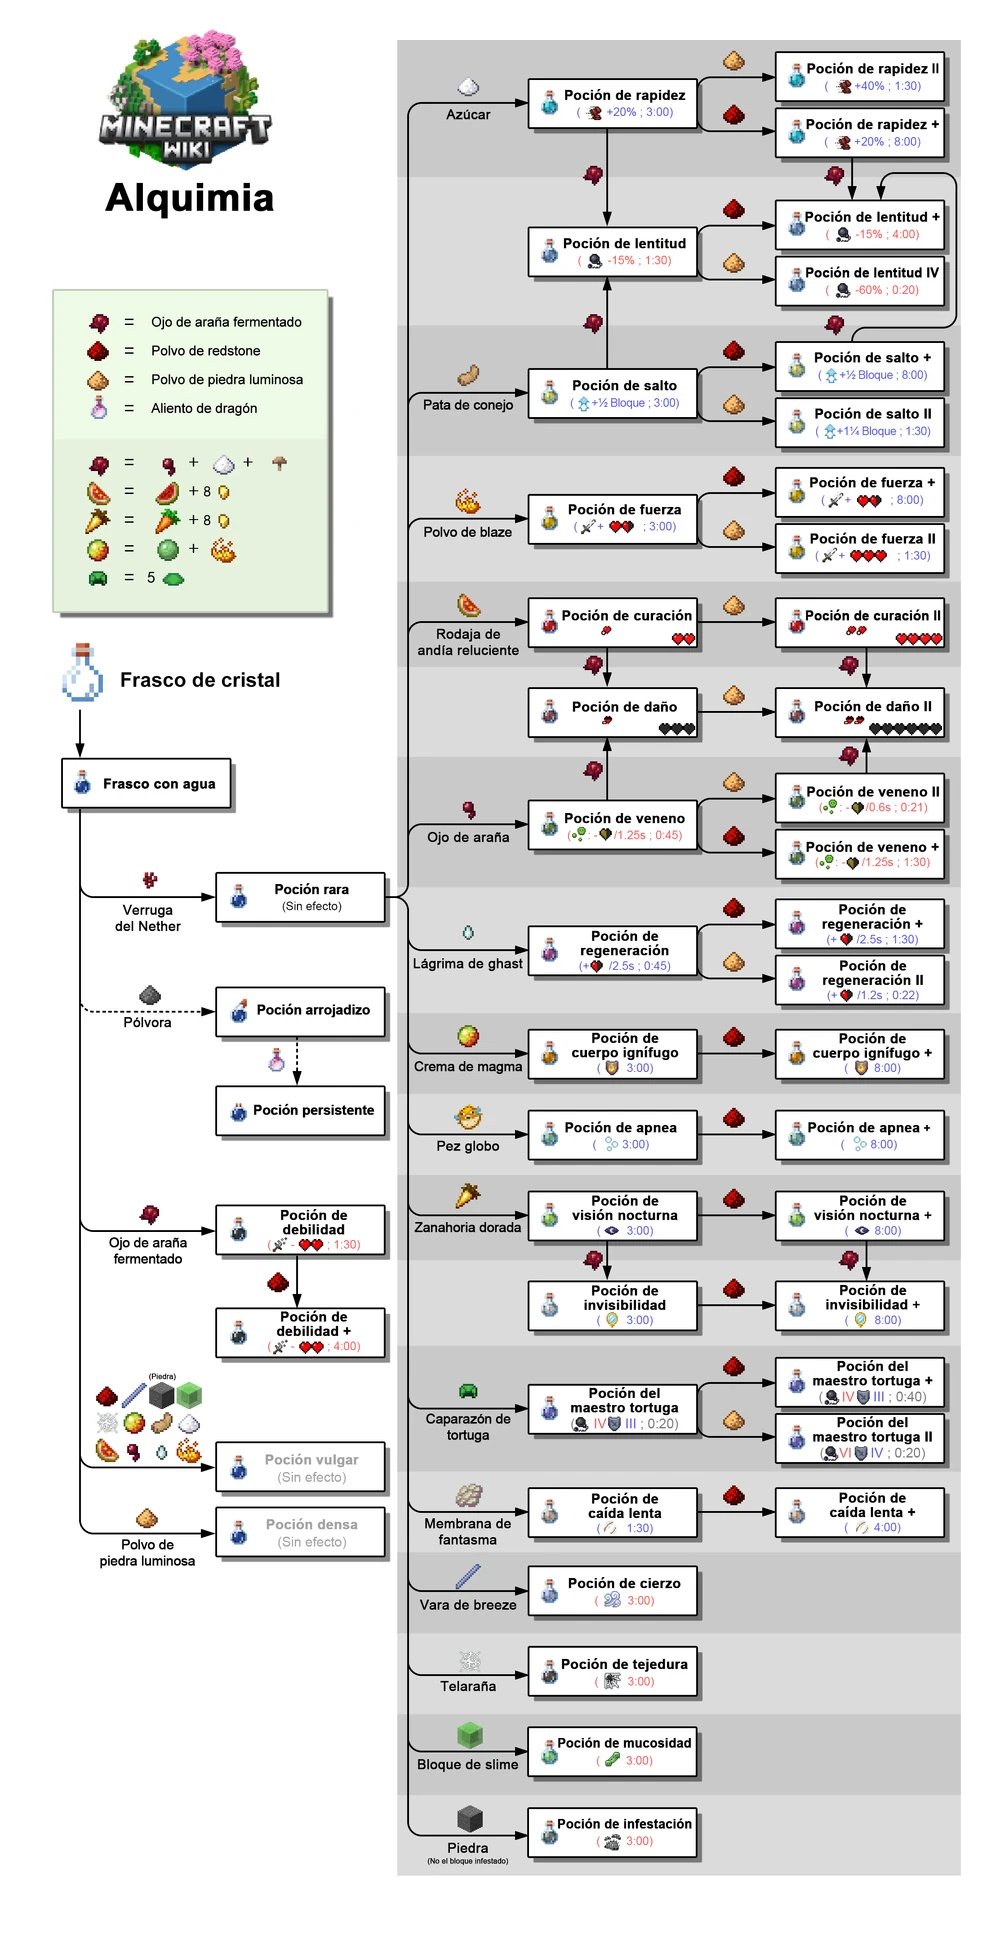 MINECRAFT
WIKI
Alquimia
= Ojo de araña fermentado
= Polvo de redstone
= Polvo de piedra luminosa
= Aliento de dragón
= + +
= + 8
= + 8
= +
= 5
Frasco de cristal
Frasco con agua
Verruga
del Nether
Poción rara
(Sin efecto)
Pólvora
Poción arrojadizo
Poción persistente
Ojo de araña
fermentado
Poción de
debilidad
( - ; 1:30)
Poción de
debilidad +
( - ; 4:00)
(Piedra)
Poción vulgar
(Sin efecto)
Polvo de
piedra luminosa
Poción densa
(Sin efecto)
Azúcar
Poción de rapidez
( +20% ; 3:00)
Poción de rapidez II
( +40% ; 1:30)
Poción de rapidez +
( +20% ; 8:00)
Poción de lentitud
( -15% ; 1:30)
Poción de lentitud +
( -15% ; 4:00)
Poción de lentitud IV
( -60% ; 0:20)
Pata de conejo
Poción de salto
( +½ Bloque ; 3:00)
Poción de salto +
( +½ Bloque ; 8:00)
Poción de salto II
( +1¼ Bloque ; 1:30)
Polvo de blaze
Poción de fuerza
( + ; 3:00)
Poción de fuerza +
( + ; 8:00)
Poción de fuerza II
( + ; 1:30)
Rodaja de
andía reluciente
Poción de curación
Poción de curación II
Poción de daño
Poción de daño II
Ojo de araña
Poción de veneno
( : - /1.25s ; 0:45)
Poción de veneno II
( : - /0.6s ; 0:21)
Poción de veneno +
( : - /1.25s ; 1:30)
Lágrima de ghast
Poción de
regeneración
(+ /2.5s ; 0:45)
Poción de
regeneración +
(+ /2.5s ; 1:30)
Poción de
regeneración II
(+ /1.2s ; 0:22)
Crema de magma
Poción de
cuerpo ignífugo
( 3:00)
Poción de
cuerpo ignífugo +
( 8:00)
Pez globo
Poción de apnea
( 3:00)
Poción de apnea +
( 8:00)
Zanahoria dorada
Poción de
visión nocturna
( 3:00)
Poción de
visión nocturna +
( 8:00)
Poción de
invisibilidad
( 3:00)
Poción de
invisibilidad +
( 8:00)
Caparazón de
tortuga
Poción del
maestro tortuga
( IV III ; 0:20)
Poción del
maestro tortuga +
( IV III ; 0:40)
Poción del
maestro tortuga II
( VI IV ; 0:20)
Membrana de
fantasma
Poción de
caída lenta
( 1:30)
Poción de
caída lenta +
( 4:00)
Vara de breeze
Poción de cierzo
( 3:00)
Telaraña
Poción de tejedura
( 3:00)
Bloque de slime
Poción de mucosidad
( 3:00)
Piedra
(No el bloque infestado)
Poción de infestación
( 3:00)